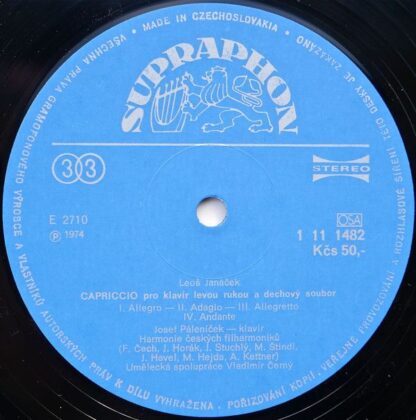 VŠECHNA PRÁVA GRAMOFONOVÉHO VÝROBCE A VLASTNÍKŮ AUTORSKÝCH PRÁV K DÍLU VYHRAŽENA. POŘIZOVÁNÍ KOPIÍ, VEŘEJNÉ PROVOZOVÁNÍ A ROZHLASOVÉ ŠÍŘENÍ TÉTO DESKY JE ZAKÁZÁNO
• MADE IN CZECHOSLOVAKIA •
SUPRAPHON
33
STEREO
E 2710
℗ 1974
OSA
1 11 1482
Kčs 50,-
Leoš Janáček
CAPRICCIO pro klavír levou rukou a dechový soubor
I. Allegro — II. Adagio — III. Allegretto
IV. Andante
Josef Páleníček — klavír
Harmonie českých filharmoniků
(F. Čech, J. Horák, J. Stuchlý, M. Štindl,
J. Havel, M. Hejda, A. Kettner)
Umělecká spolupráce Vladimír Černý